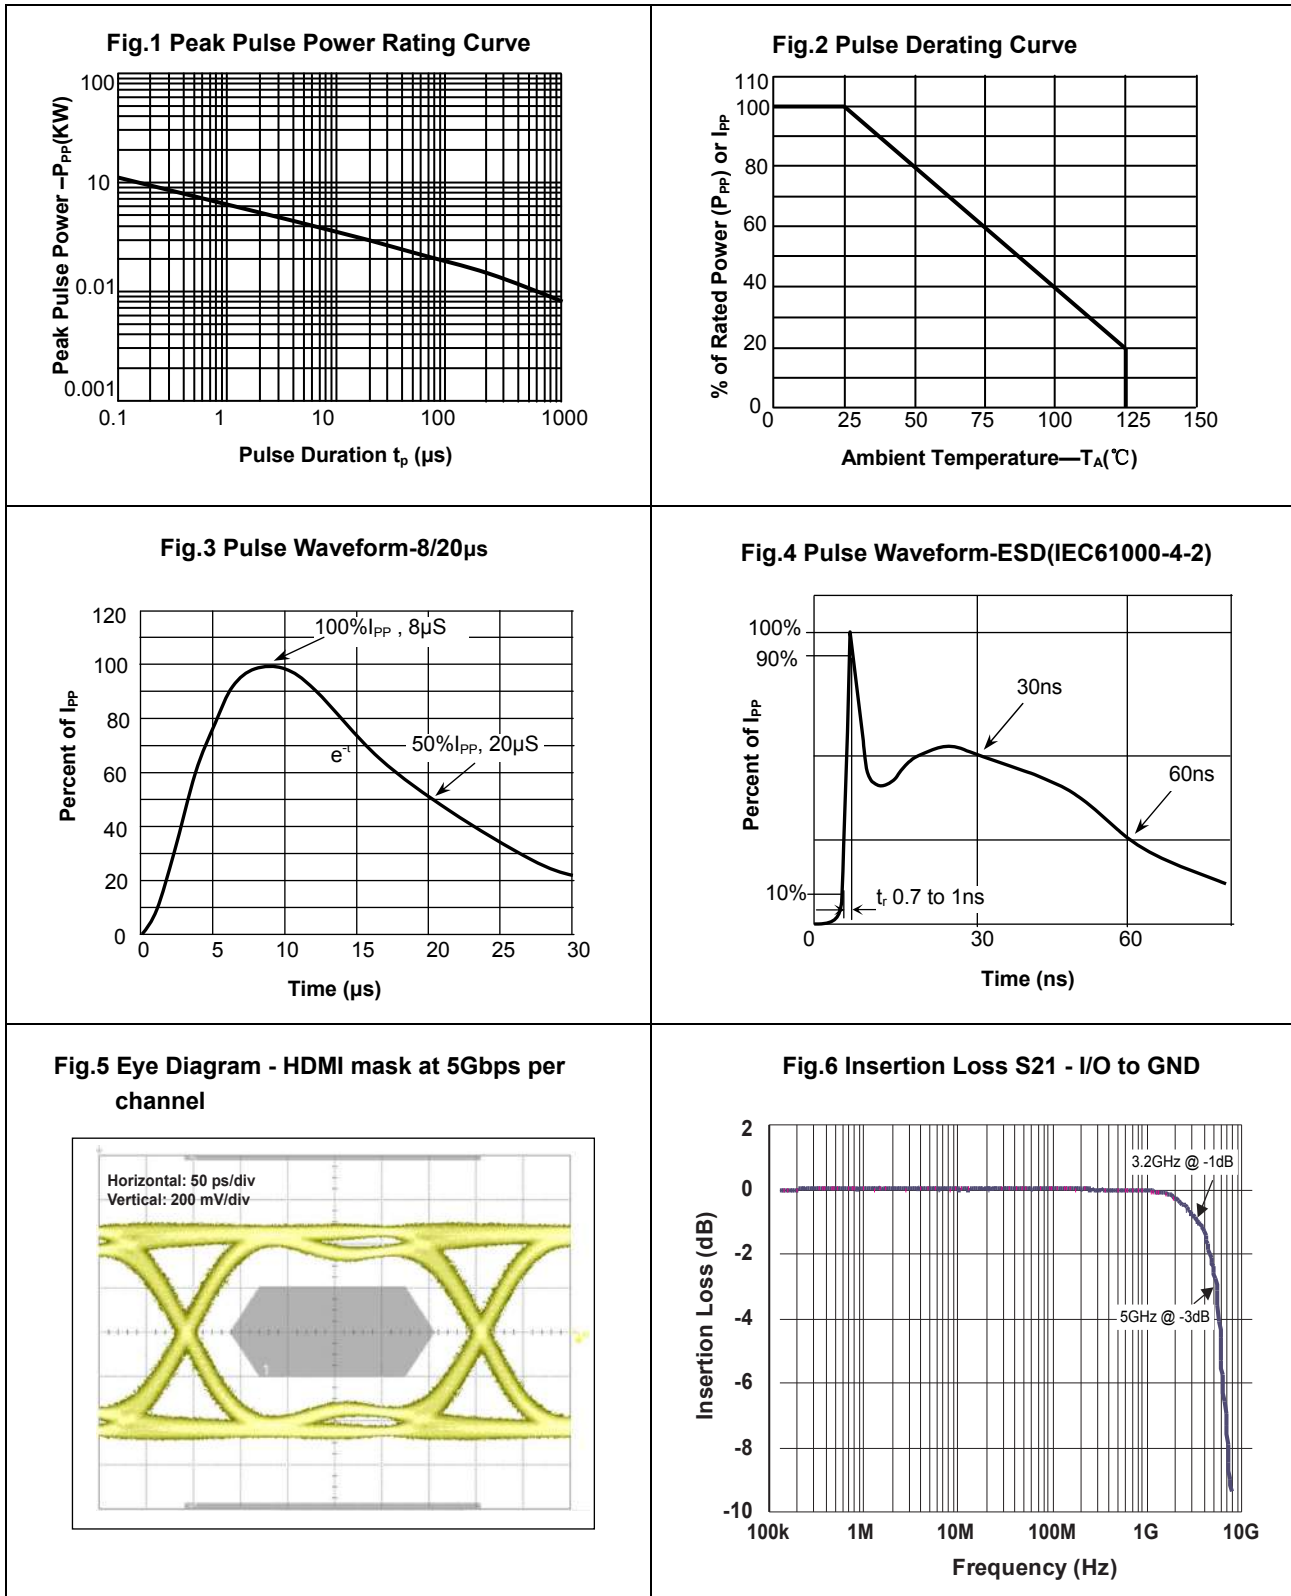 Fig.1 Peak Pulse Power Rating Curve
Peak Pulse Power –PPP(KW)
100
10
0.01
0.001
0.1
1
10
100
1000
Pulse Duration tp (µs)
Fig.2 Pulse Derating Curve
% of Rated Power (PPP) or IPP
110
100
80
60
40
20
0
0
25
50
75
100
125
150
Ambient Temperature—TA(℃)
Fig.3 Pulse Waveform-8/20µs
Percent of IPP
120
100
80
60
40
20
0
100%IPP , 8µS
e-t
50%IPP, 20µS
0
5
10
15
20
25
30
Time (µs)
Fig.4 Pulse Waveform-ESD(IEC61000-4-2)
Percent of IPP
100%
90%
10%
30ns
60ns
tr 0.7 to 1ns
0
30
60
Time (ns)
Fig.5 Eye Diagram - HDMI mask at 5Gbps per
channel
Horizontal: 50 ps/div
Vertical: 200 mV/div
1
Fig.6 Insertion Loss S21 - I/O to GND
Insertion Loss (dB)
2
0
-2
-4
-6
-8
-10
3.2GHz @ -1dB
5GHz @ -3dB
100k
1M
10M
100M
1G
10G
Frequency (Hz)